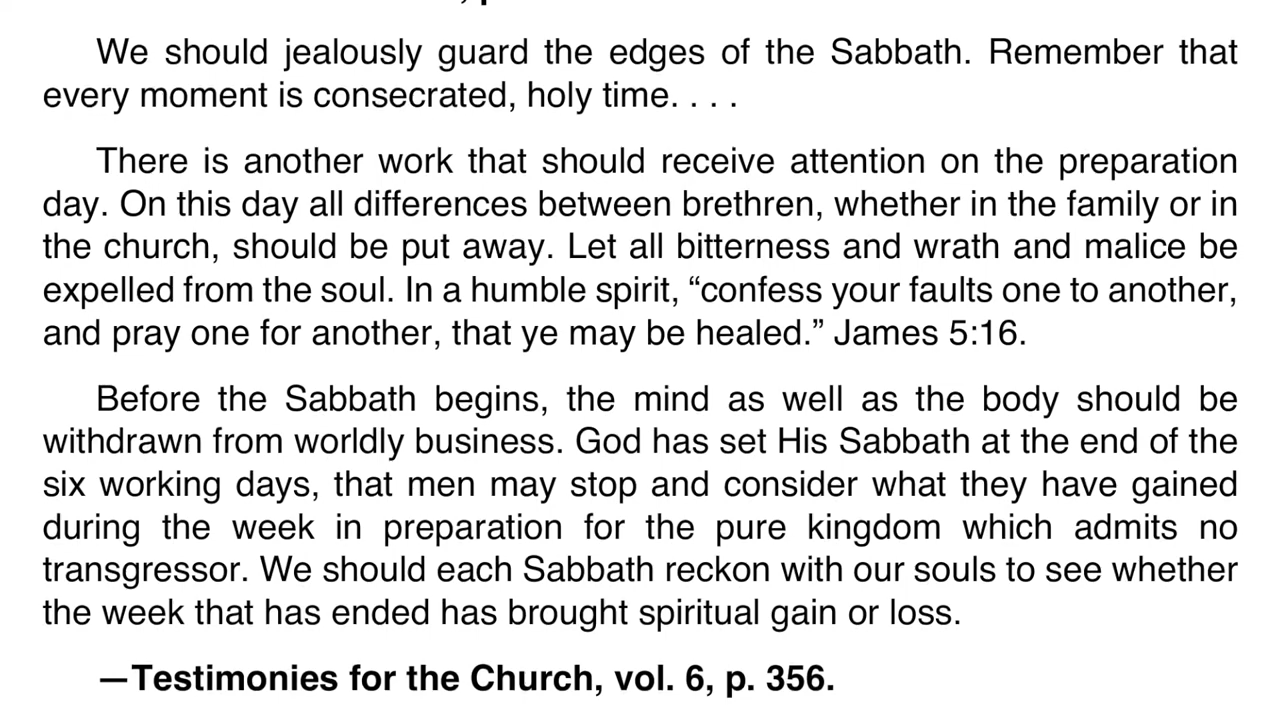 We should jealously guard the edges of the Sabbath. Remember that
every moment is consecrated, holy time. . . .
There is another work that should receive attention on the preparation
day. On this day all differences between brethren, whether in the family or in
the church, should be put away. Let all bitterness and wrath and malice be
expelled from the soul. In a humble spirit, “confess your faults one to another,
and pray one for another, that ye may be healed.” James 5:16.
Before the Sabbath begins, the mind as well as the body should be
withdrawn from worldly business. God has set His Sabbath at the end of the
six working days, that men may stop and consider what they have gained
during the week in preparation for the pure kingdom which admits no
transgressor. We should each Sabbath reckon with our souls to see whether
the week that has ended has brought spiritual gain or loss.
—Testimonies for the Church, vol. 6, p. 356.